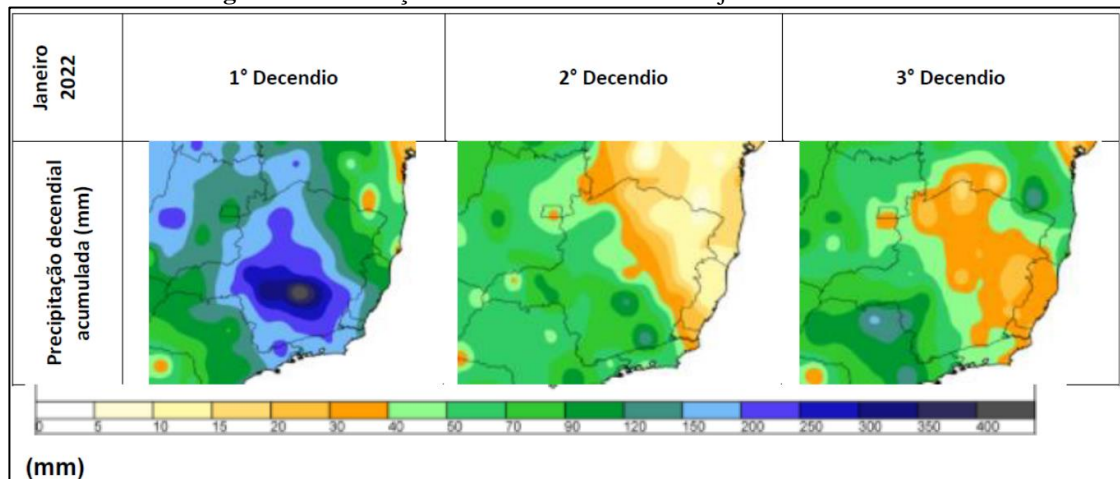 Janeiro
2022
1° Decendio
2° Decendio
3° Decendio
Precipitação decendial
acumulada (mm)
0 5 10 15 20 30 40 50 70 90 120 150 200 250 300 350 400
(mm)